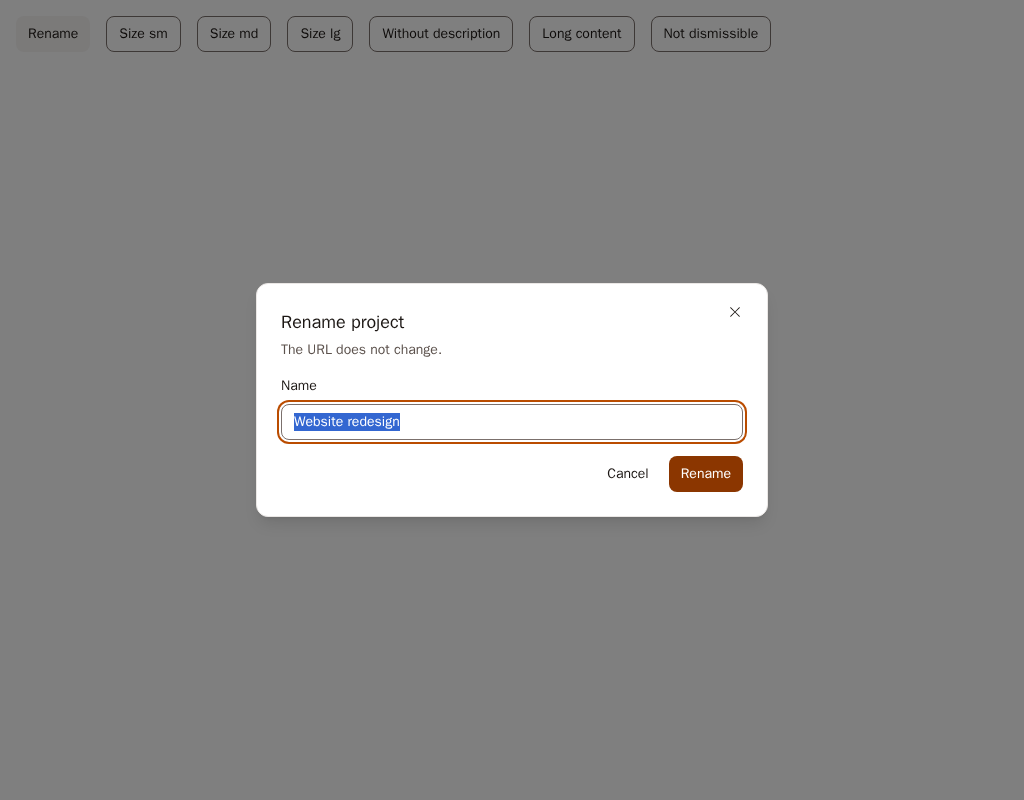 Rename Size sm Size md Size lg Without description Long content Not dismissible
Rename project
The URL does not change.
Name
Website redesign
Cancel Rename